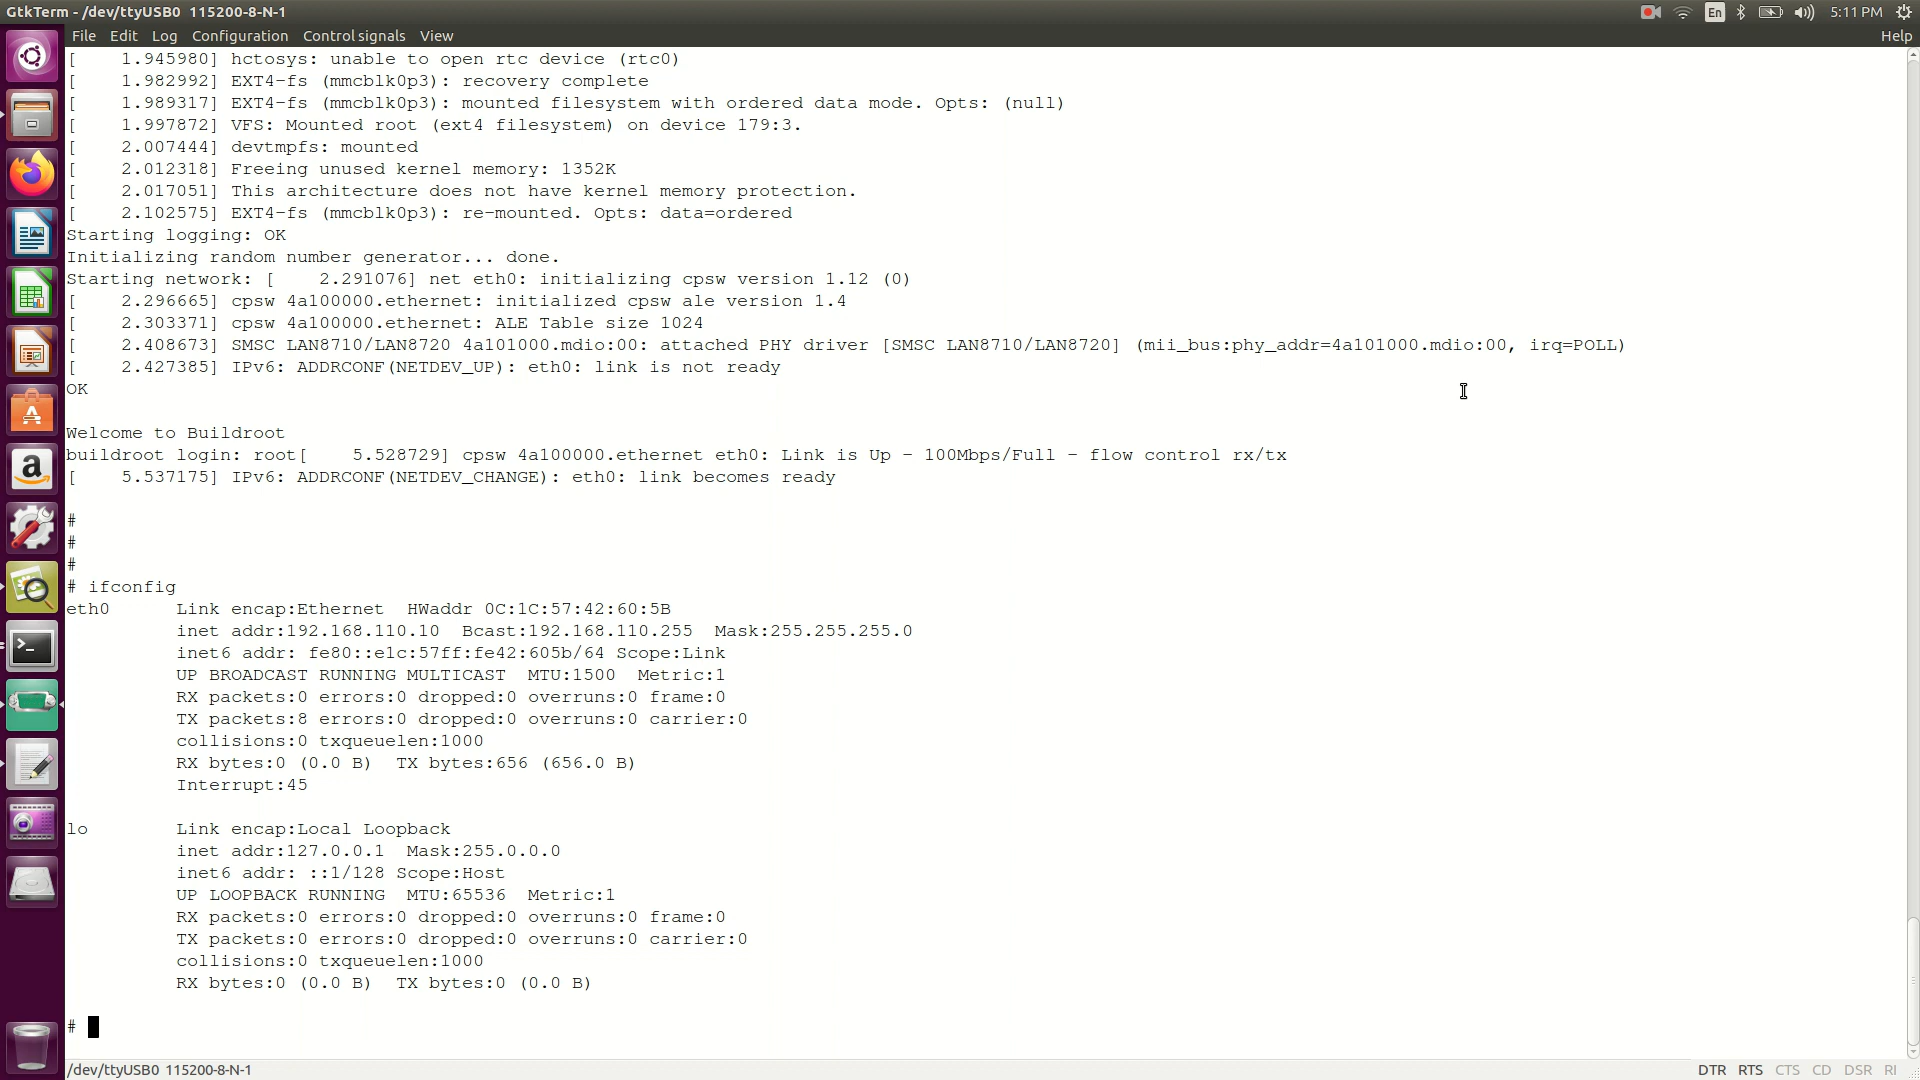 GtkTerm - /dev/ttyUSB0  115200-8-N-1
En
5:11 PM
File Edit Log Configuration Control signals View Help
[    1.945980] hctosys: unable to open rtc device (rtc0)
[    1.982992] EXT4-fs (mmcblk0p3): recovery complete
[    1.989317] EXT4-fs (mmcblk0p3): mounted filesystem with ordered data mode. Opts: (null)
[    1.997872] VFS: Mounted root (ext4 filesystem) on device 179:3.
[    2.007444] devtmpfs: mounted
[    2.012318] Freeing unused kernel memory: 1352K
[    2.017051] This architecture does not have kernel memory protection.
[    2.102575] EXT4-fs (mmcblk0p3): re-mounted. Opts: data=ordered
Starting logging: OK
Initializing random number generator... done.
Starting network: [    2.291076] net eth0: initializing cpsw version 1.12 (0)
[    2.296665] cpsw 4a100000.ethernet: initialized cpsw ale version 1.4
[    2.303371] cpsw 4a100000.ethernet: ALE Table size 1024
[    2.408673] SMSC LAN8710/LAN8720 4a101000.mdio:00: attached PHY driver [SMSC LAN8710/LAN8720] (mii_bus:phy_addr=4a101000.mdio:00, irq=POLL)
[    2.427385] IPv6: ADDRCONF(NETDEV_UP): eth0: link is not ready
OK
Welcome to Buildroot
buildroot login: root[    5.528729] cpsw 4a100000.ethernet eth0: Link is Up - 100Mbps/Full - flow control rx/tx
[    5.537175] IPv6: ADDRCONF(NETDEV_CHANGE): eth0: link becomes ready
#
#
#
# ifconfig
eth0      Link encap:Ethernet  HWaddr 0C:1C:57:42:60:5B
          inet addr:192.168.110.10  Bcast:192.168.110.255  Mask:255.255.255.0
          inet6 addr: fe80::e1c:57ff:fe42:605b/64 Scope:Link
          UP BROADCAST RUNNING MULTICAST  MTU:1500  Metric:1
          RX packets:0 errors:0 dropped:0 overruns:0 frame:0
          TX packets:8 errors:0 dropped:0 overruns:0 carrier:0
          collisions:0 txqueuelen:1000
          RX bytes:0 (0.0 B)  TX bytes:656 (656.0 B)
          Interrupt:45
lo        Link encap:Local Loopback
          inet addr:127.0.0.1  Mask:255.0.0.0
          inet6 addr: ::1/128 Scope:Host
          UP LOOPBACK RUNNING  MTU:65536  Metric:1
          RX packets:0 errors:0 dropped:0 overruns:0 frame:0
          TX packets:0 errors:0 dropped:0 overruns:0 carrier:0
          collisions:0 txqueuelen:1000
          RX bytes:0 (0.0 B)  TX bytes:0 (0.0 B)
#
/dev/ttyUSB0  115200-8-N-1
DTR RTS CTS CD DSR RI